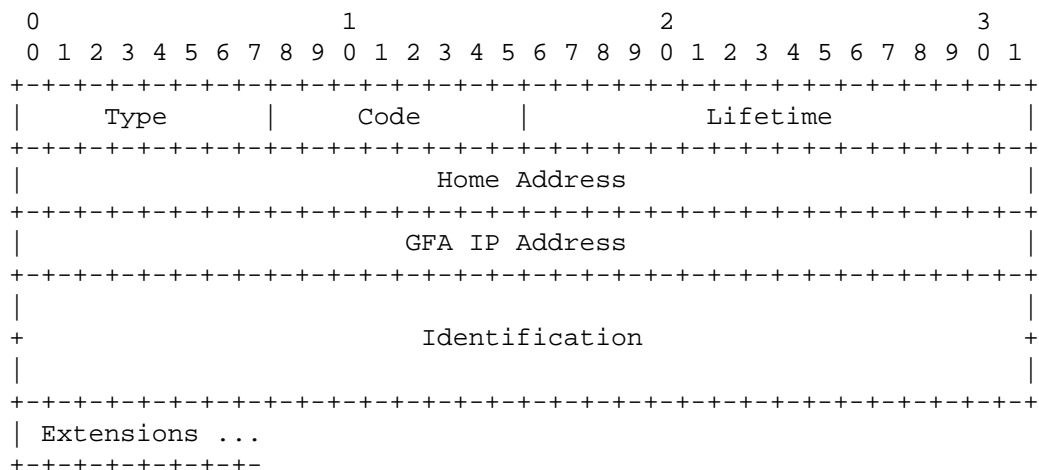 0                   1                   2                   3
 0 1 2 3 4 5 6 7 8 9 0 1 2 3 4 5 6 7 8 9 0 1 2 3 4 5 6 7 8 9 0 1
+-+-+-+-+-+-+-+-+-+-+-+-+-+-+-+-+-+-+-+-+-+-+-+-+-+-+-+-+-+-+-+-+
|     Type      |     Code      |           Lifetime            |
+-+-+-+-+-+-+-+-+-+-+-+-+-+-+-+-+-+-+-+-+-+-+-+-+-+-+-+-+-+-+-+-+
|                          Home Address                         |
+-+-+-+-+-+-+-+-+-+-+-+-+-+-+-+-+-+-+-+-+-+-+-+-+-+-+-+-+-+-+-+-+
|                        GFA IP Address                         |
+-+-+-+-+-+-+-+-+-+-+-+-+-+-+-+-+-+-+-+-+-+-+-+-+-+-+-+-+-+-+-+-+
|                                                               |
+                         Identification                        +
|                                                               |
+-+-+-+-+-+-+-+-+-+-+-+-+-+-+-+-+-+-+-+-+-+-+-+-+-+-+-+-+-+-+-+-+
| Extensions ...
+-+-+-+-+-+-+-+-